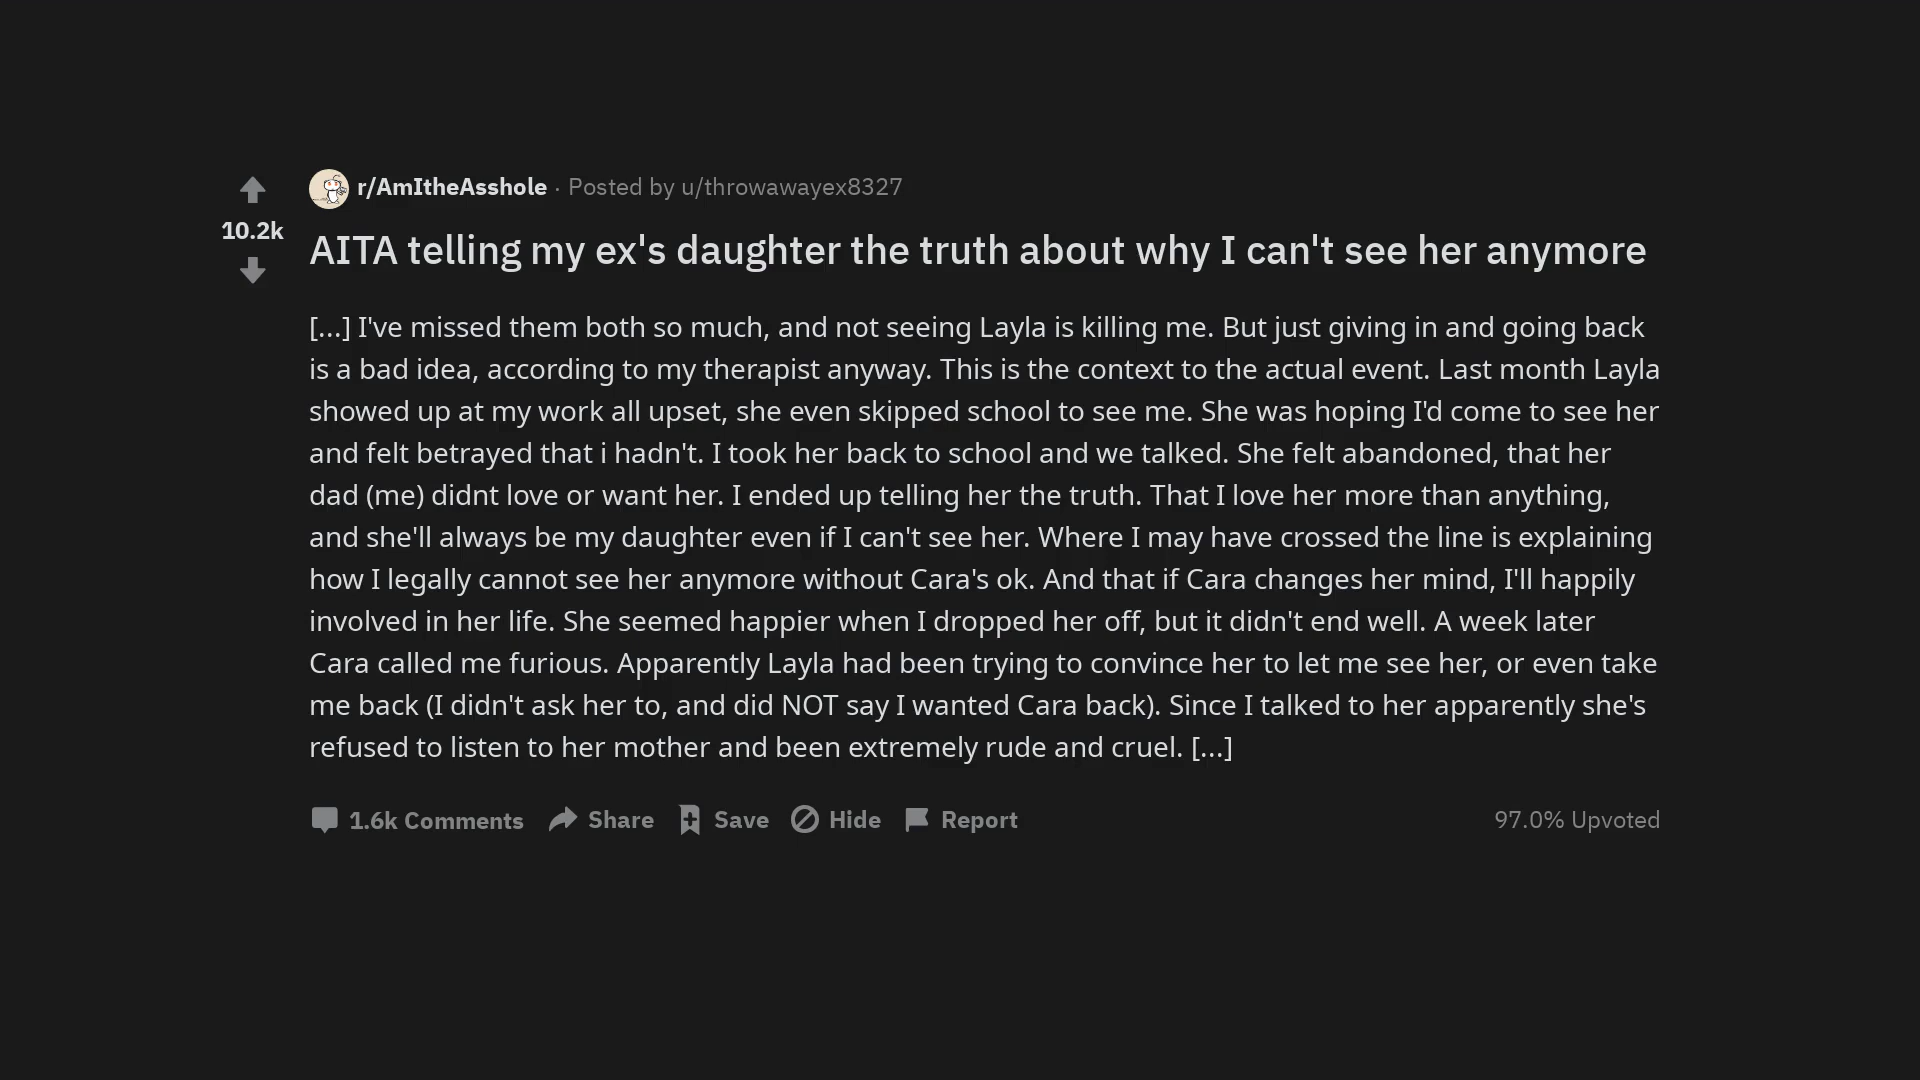 r/AmItheAsshole · Posted by u/throwawayex8327
10.2k
AITA telling my ex's daughter the truth about why I can't see her anymore
[...] I've missed them both so much, and not seeing Layla is killing me. But just giving in and going back
is a bad idea, according to my therapist anyway. This is the context to the actual event. Last month Layla
showed up at my work all upset, she even skipped school to see me. She was hoping I'd come to see her
and felt betrayed that i hadn't. I took her back to school and we talked. She felt abandoned, that her
dad (me) didnt love or want her. I ended up telling her the truth. That I love her more than anything,
and she'll always be my daughter even if I can't see her. Where I may have crossed the line is explaining
how I legally cannot see her anymore without Cara's ok. And that if Cara changes her mind, I'll happily
involved in her life. She seemed happier when I dropped her off, but it didn't end well. A week later
Cara called me furious. Apparently Layla had been trying to convince her to let me see her, or even take
me back (I didn't ask her to, and did NOT say I wanted Cara back). Since I talked to her apparently she's
refused to listen to her mother and been extremely rude and cruel. [...]
1.6k Comments Share Save Hide Report 97.0% Upvoted